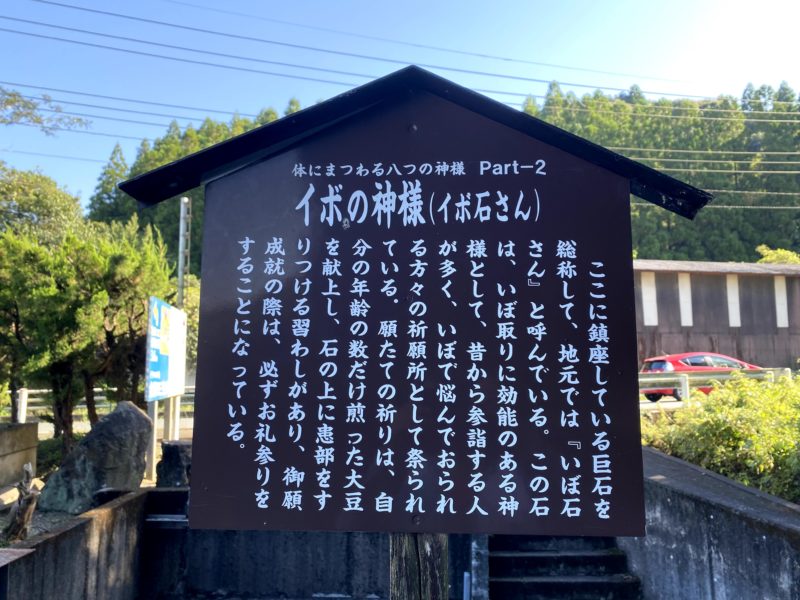 体にまつわる八つの神様 Part-2
イボの神様(イボ石さん)
ここに鎮座している巨石を
総称して、地元では『いぼ石
さん』と呼んでいる。この石
は、いぼ取りに効能のある神
様として、昔から参詣する人
が多く、いぼで悩んでおられ
る方々の祈願所として祭られ
ている。願たての祈りは、自
分の年齢の数だけ煎った大豆
を献上し、石の上に患部をす
りつける習わしがあり、御願
成就の際は、必ずお礼参りを
することになっている。